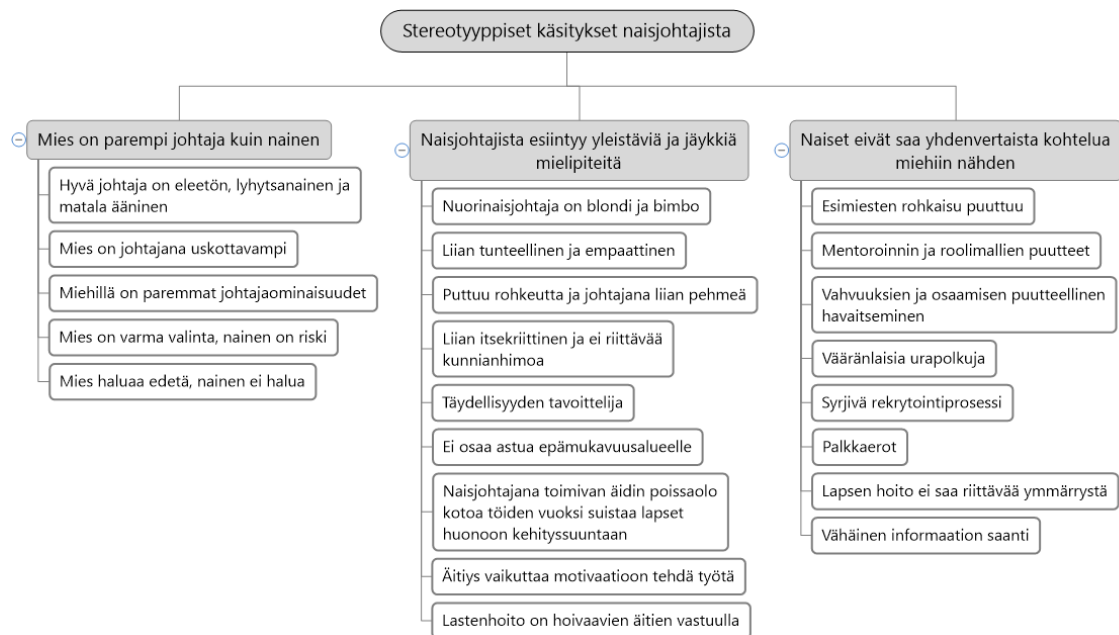 Stereotyyppiset käsitykset naisjohtajista
Mies on parempi johtaja kuin nainen
Hyvä johtaja on eleetön, lyhytsanainen ja
matala ääninen
Mies on johtajana uskottavampi
Miehillä on paremmat johtajaominaisuudet
Mies on varma valinta, nainen on riski
Mies haluaa edetä, nainen ei halua
Naisjohtajista esiintyy yleistäviä ja jäykkiä
mielipiteitä
Nuorinaisjohtaja on blondi ja bimbo
Liian tunteellinen ja empaattinen
Puttuu rohkeutta ja johtajana liian pehmeä
Liian itsekriittinen ja ei riittävää
kunnianhimoa
Täydellisyyden tavoittelija
Ei osaa astua epämukavuusalueelle
Naisjohtajana toimivan äidin poissaolo
kotoa töiden vuoksi suistaa lapset
huonoon kehityssuuntaan
Äitiys vaikuttaa motivaatioon tehdä työtä
Lastenhoito on hoivaavien äitien vastuulla
Naiset eivät saa yhdenvertaista kohtelua
miehiin nähden
Esimiesten rohkaisu puuttuu
Mentoroinnin ja roolimallien puutteet
Vahvuuksien ja osaamisen puutteellinen
havaitseminen
Vääränlaisia urapolkuja
Syrjivä rekrytointiprosessi
Palkkaerot
Lapsen hoito ei saa riittävää ymmärrystä
Vähäinen informaation saanti